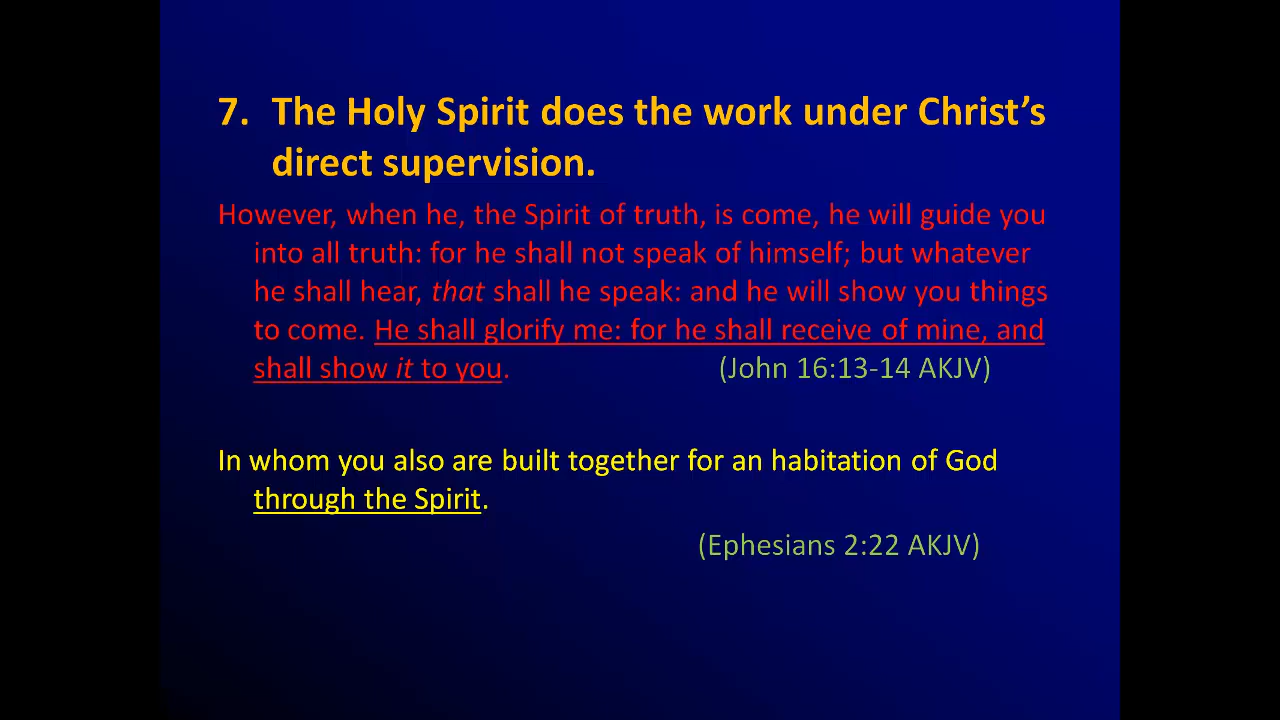 7. The Holy Spirit does the work under Christ’s
direct supervision.
However, when he, the Spirit of truth, is come, he will guide you
into all truth: for he shall not speak of himself; but whatever
he shall hear, that shall he speak: and he will show you things
to come. He shall glorify me: for he shall receive of mine, and
shall show it to you. (John 16:13-14 AKJV)
In whom you also are built together for an habitation of God
through the Spirit.
(Ephesians 2:22 AKJV)